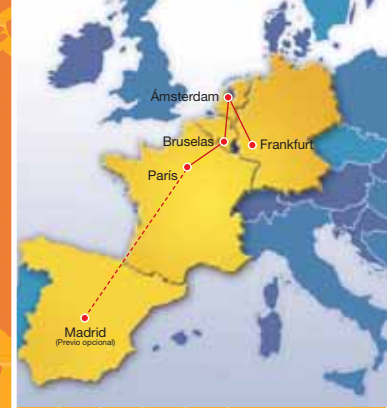 Ámsterdam
Bruselas
Frankfurt
París
Madrid
(Previo opcional)